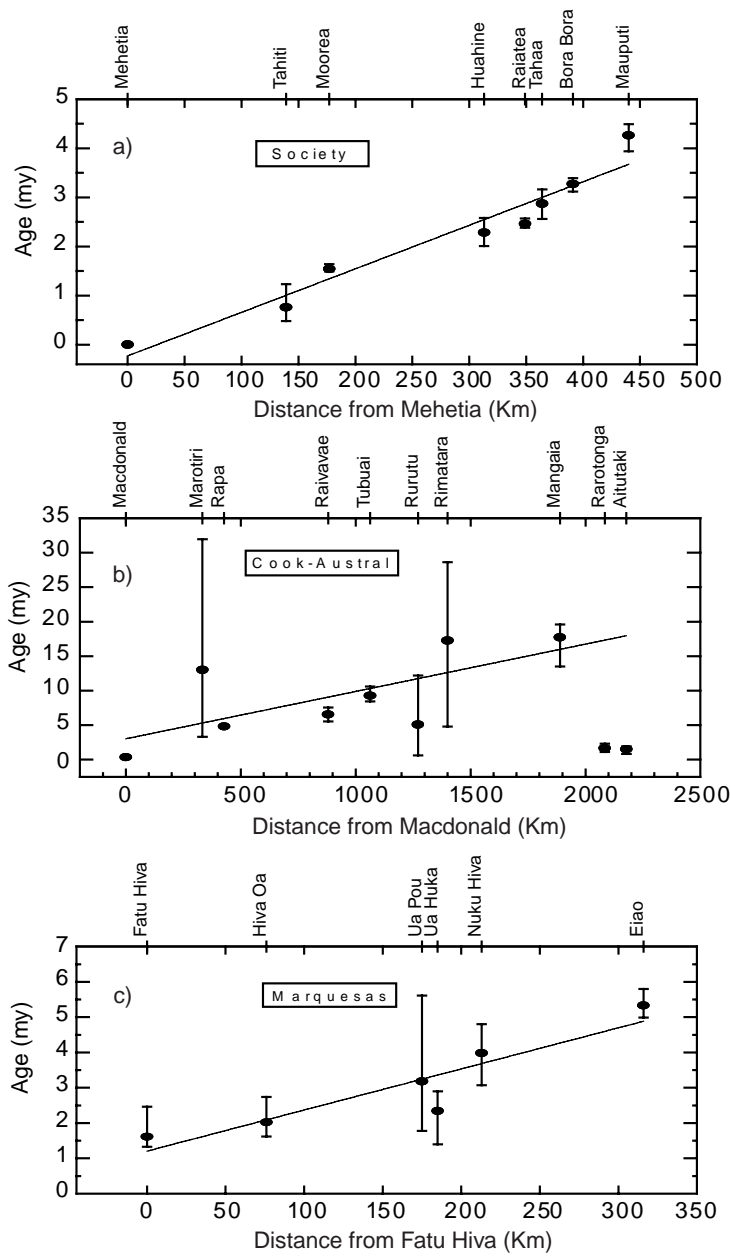 Mehetia Tahiti Moorea Huahine Raiatea Tahaa Bora Bora Mauputi
5
4
3
2
1
0
Age (my)
a)
Society
0 50 100 150 200 250 300 350 400 450 500
Distance from Mehetia (Km)
Macdonald Marotiri Rapa Raivavae Tubuai Rurutu Rimatara Mangaia Rarotonga Aitutaki
35
30
25
20
15
10
5
0
Age (my)
b)
Cook-Austral
0 500 1000 1500 2000 2500
Distance from Macdonald (Km)
Fatu Hiva Hiva Oa Ua Pou Ua Huka Nuku Hiva Eiao
7
6
5
4
3
2
1
0
Age (my)
c)
Marquesas
0 50 100 150 200 250 300 350
Distance from Fatu Hiva (Km)